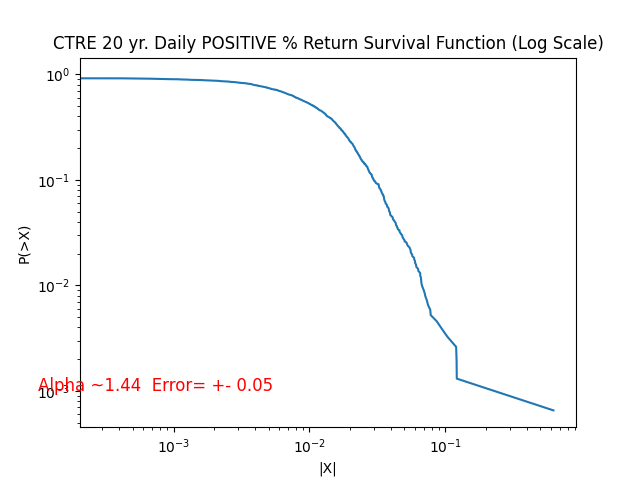 CTRE 20 yr. Daily POSITIVE % Return Survival Function (Log Scale)
10^0
10^-1
10^-2
10^-3
P(>X)
Alpha ~1.44 Error= +- 0.05
10^-3 10^-2 10^-1
|X|